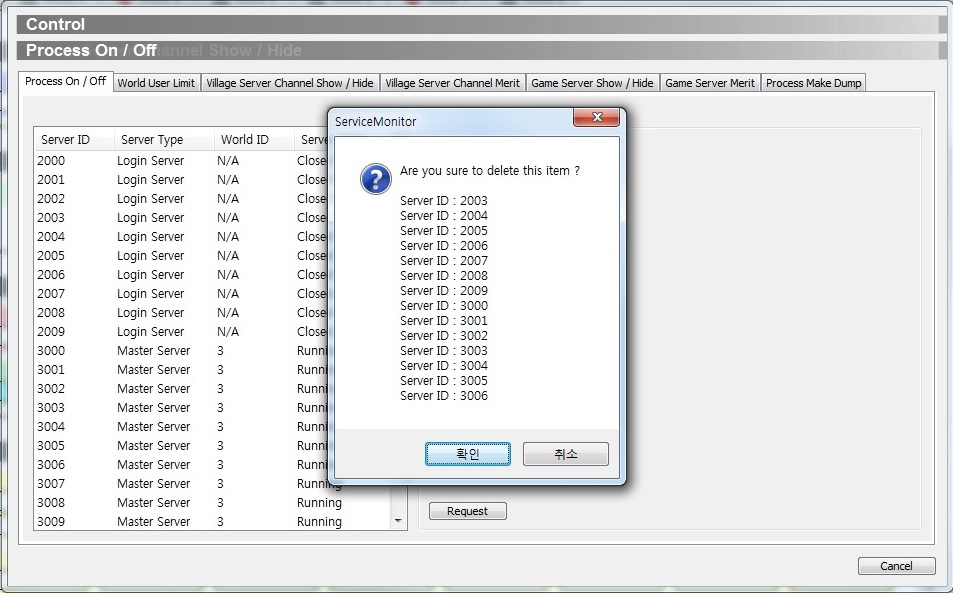 Control
Process On / Off
Channel Show / Hide
Process On / Off World User Limit Village Server Channel Show / Hide Village Server Channel Merit Game Server Show / Hide Game Server Merit Process Make Dump
ServiceMonitor
Are you sure to delete this item ?
Server ID : 2003
Server ID : 2004
Server ID : 2005
Server ID : 2006
Server ID : 2007
Server ID : 2008
Server ID : 2009
Server ID : 3000
Server ID : 3001
Server ID : 3002
Server ID : 3003
Server ID : 3004
Server ID : 3005
Server ID : 3006
확인 취소
Server ID Server Type World ID Serve
2000 Login Server N/A Close
2001 Login Server N/A Close
2002 Login Server N/A Close
2003 Login Server N/A Close
2004 Login Server N/A Close
2005 Login Server N/A Close
2006 Login Server N/A Close
2007 Login Server N/A Close
2008 Login Server N/A Close
2009 Login Server N/A Close
3000 Master Server 3 Runni
3001 Master Server 3 Runni
3002 Master Server 3 Runni
3003 Master Server 3 Runni
3004 Master Server 3 Runni
3005 Master Server 3 Runni
3006 Master Server 3 Runni
3007 Master Server 3 Running
3008 Master Server 3 Running
3009 Master Server 3 Running
Request
Cancel